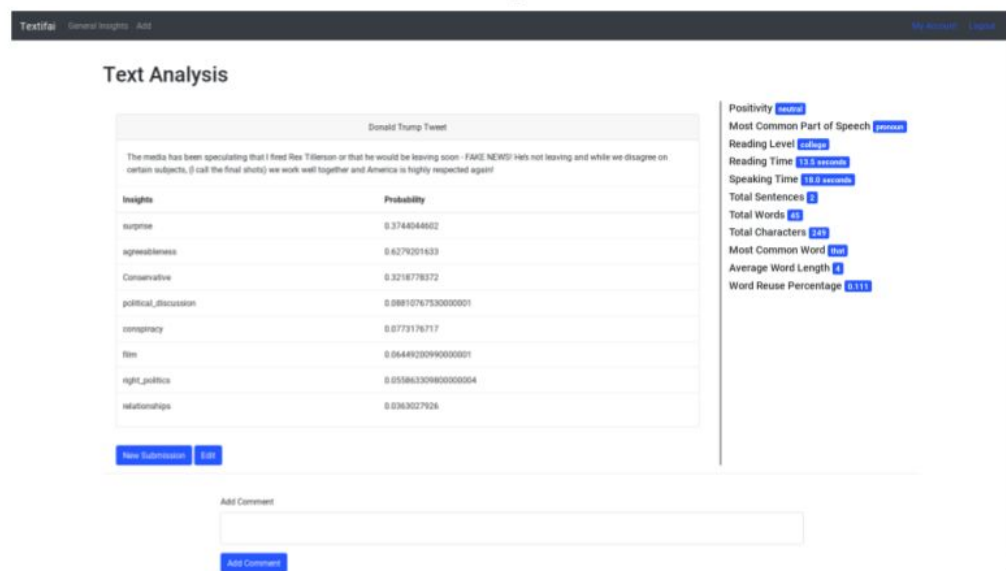 Textifai General Insights Add My Account Logout
Text Analysis
Donald Trump Tweet
The media has been speculating that I fired Rex Tillerson or that he would be leaving soon - FAKE NEWS! He's not leaving and while we disagree on
certain subjects, (I call the final shots) we work well together and America is highly respected again!
Insights Probability
surprise 0.3744044602
agreeableness 0.6279201633
Conservative 0.3218778372
political_discussion 0.08810767530000001
conspiracy 0.0773176717
film 0.06449200990000001
right_politics 0.055863309800000004
relationships 0.0363027926
New Submission Edit
Positivity neutral
Most Common Part of Speech pronoun
Reading Level college
Reading Time 13.5 seconds
Speaking Time 18.0 seconds
Total Sentences 2
Total Words 45
Total Characters 249
Most Common Word that
Average Word Length 4
Word Reuse Percentage 0.111
Add Comment
Add Comment